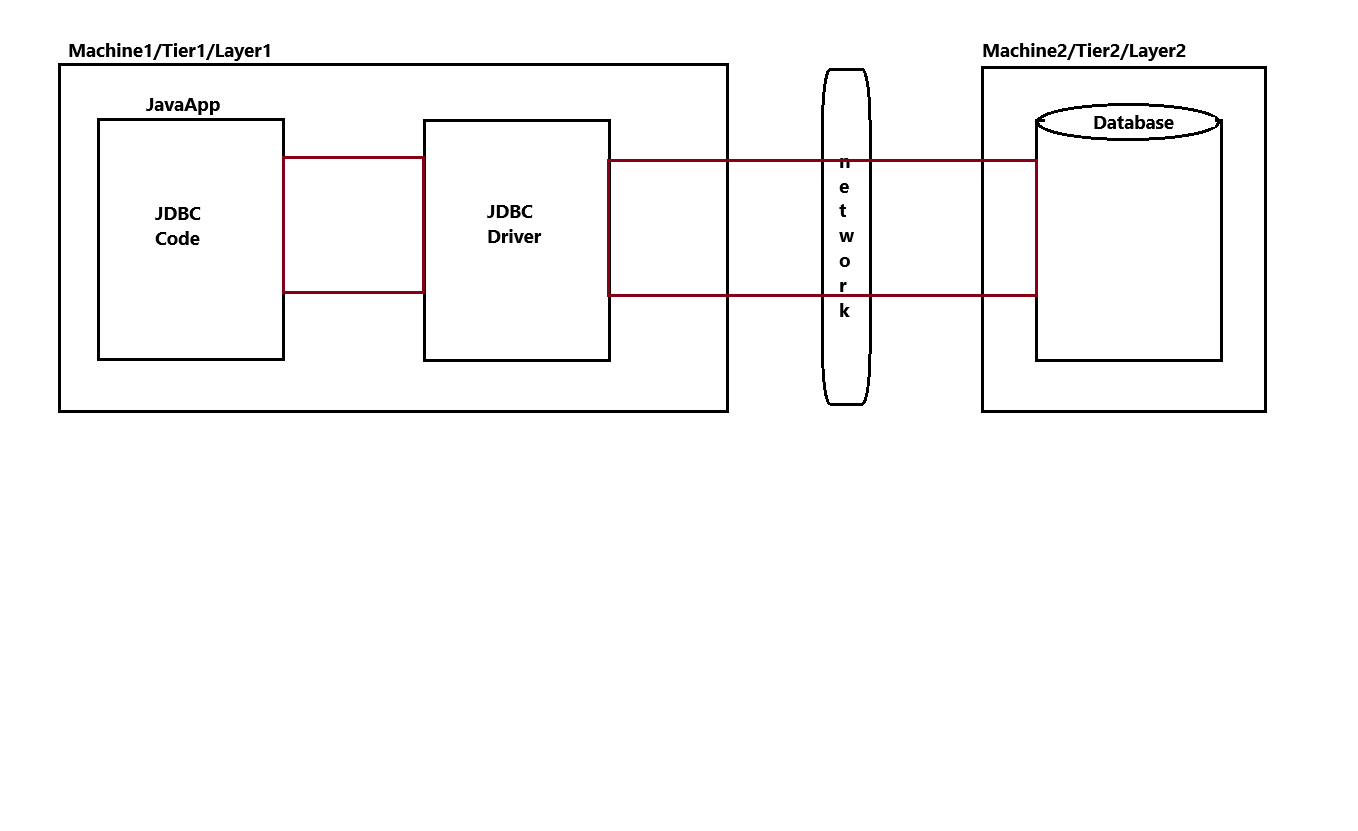 Machine1/Tier1/Layer1
JavaApp
JDBC
Code
JDBC
Driver
n
e
t
w
o
r
k
Machine2/Tier2/Layer2
Database